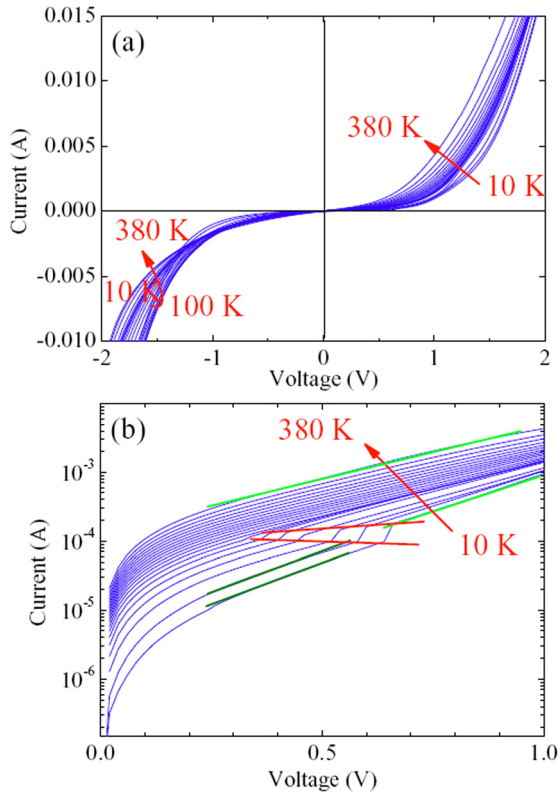 (a)
0.015
0.010
0.005
0.000
-0.005
-0.010
380 K
10 K
380 K
10 K
100 K
-2
-1
0
1
2
Current (A)
Voltage (V)
(b)
10⁻³
10⁻⁴
10⁻⁵
10⁻⁶
380 K
10 K
0.0
0.5
1.0
Current (A)
Voltage (V)